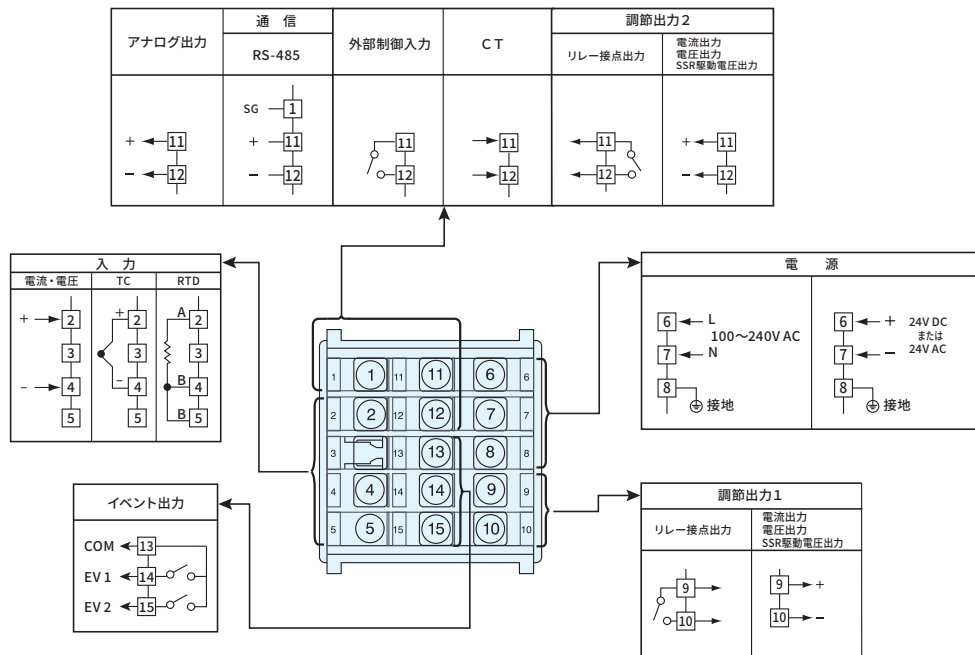 アナログ出力
通 信
RS-485
外部制御入力
CT
調節出力2
リレー接点出力
電流出力
電圧出力
SSR駆動電圧出力
+ 11
- 12
SG 1
+ 11
- 12
11
12
11
12
11
12
+ 11
- 12
入 力
電流・電圧 TC RTD
+ 2
3
- 4
5
+ 2
3
- 4
5
A 2
3
B 4
B 5
電 源
6 L
100~240V AC
7 N
8
接地
6 +
24V DC
または
24V AC
7 -
8
接地
1 1 11 11 6 6
2 2 12 12 7 7
3 13 13 8 8
4 4 14 14 9 9
5 5 15 15 10 10
イベント出力
COM 13
EV 1 14
EV 2 15
調節出力1
リレー接点出力
電流出力
電圧出力
SSR駆動電圧出力
9
10
9 +
10 -